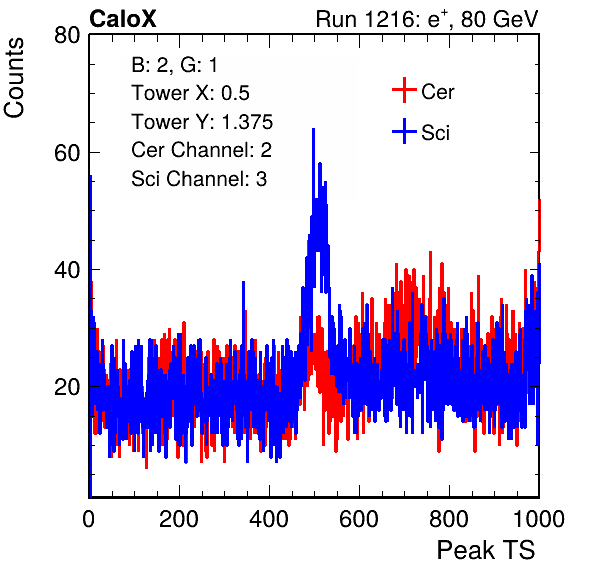 CaloX Run 1216: e+, 80 GeV
Counts
80
60
40
20
B: 2, G: 1
Tower X: 0.5
Tower Y: 1.375
Cer Channel: 2
Sci Channel: 3
Cer
Sci
0 200 400 600 800 1000
Peak TS